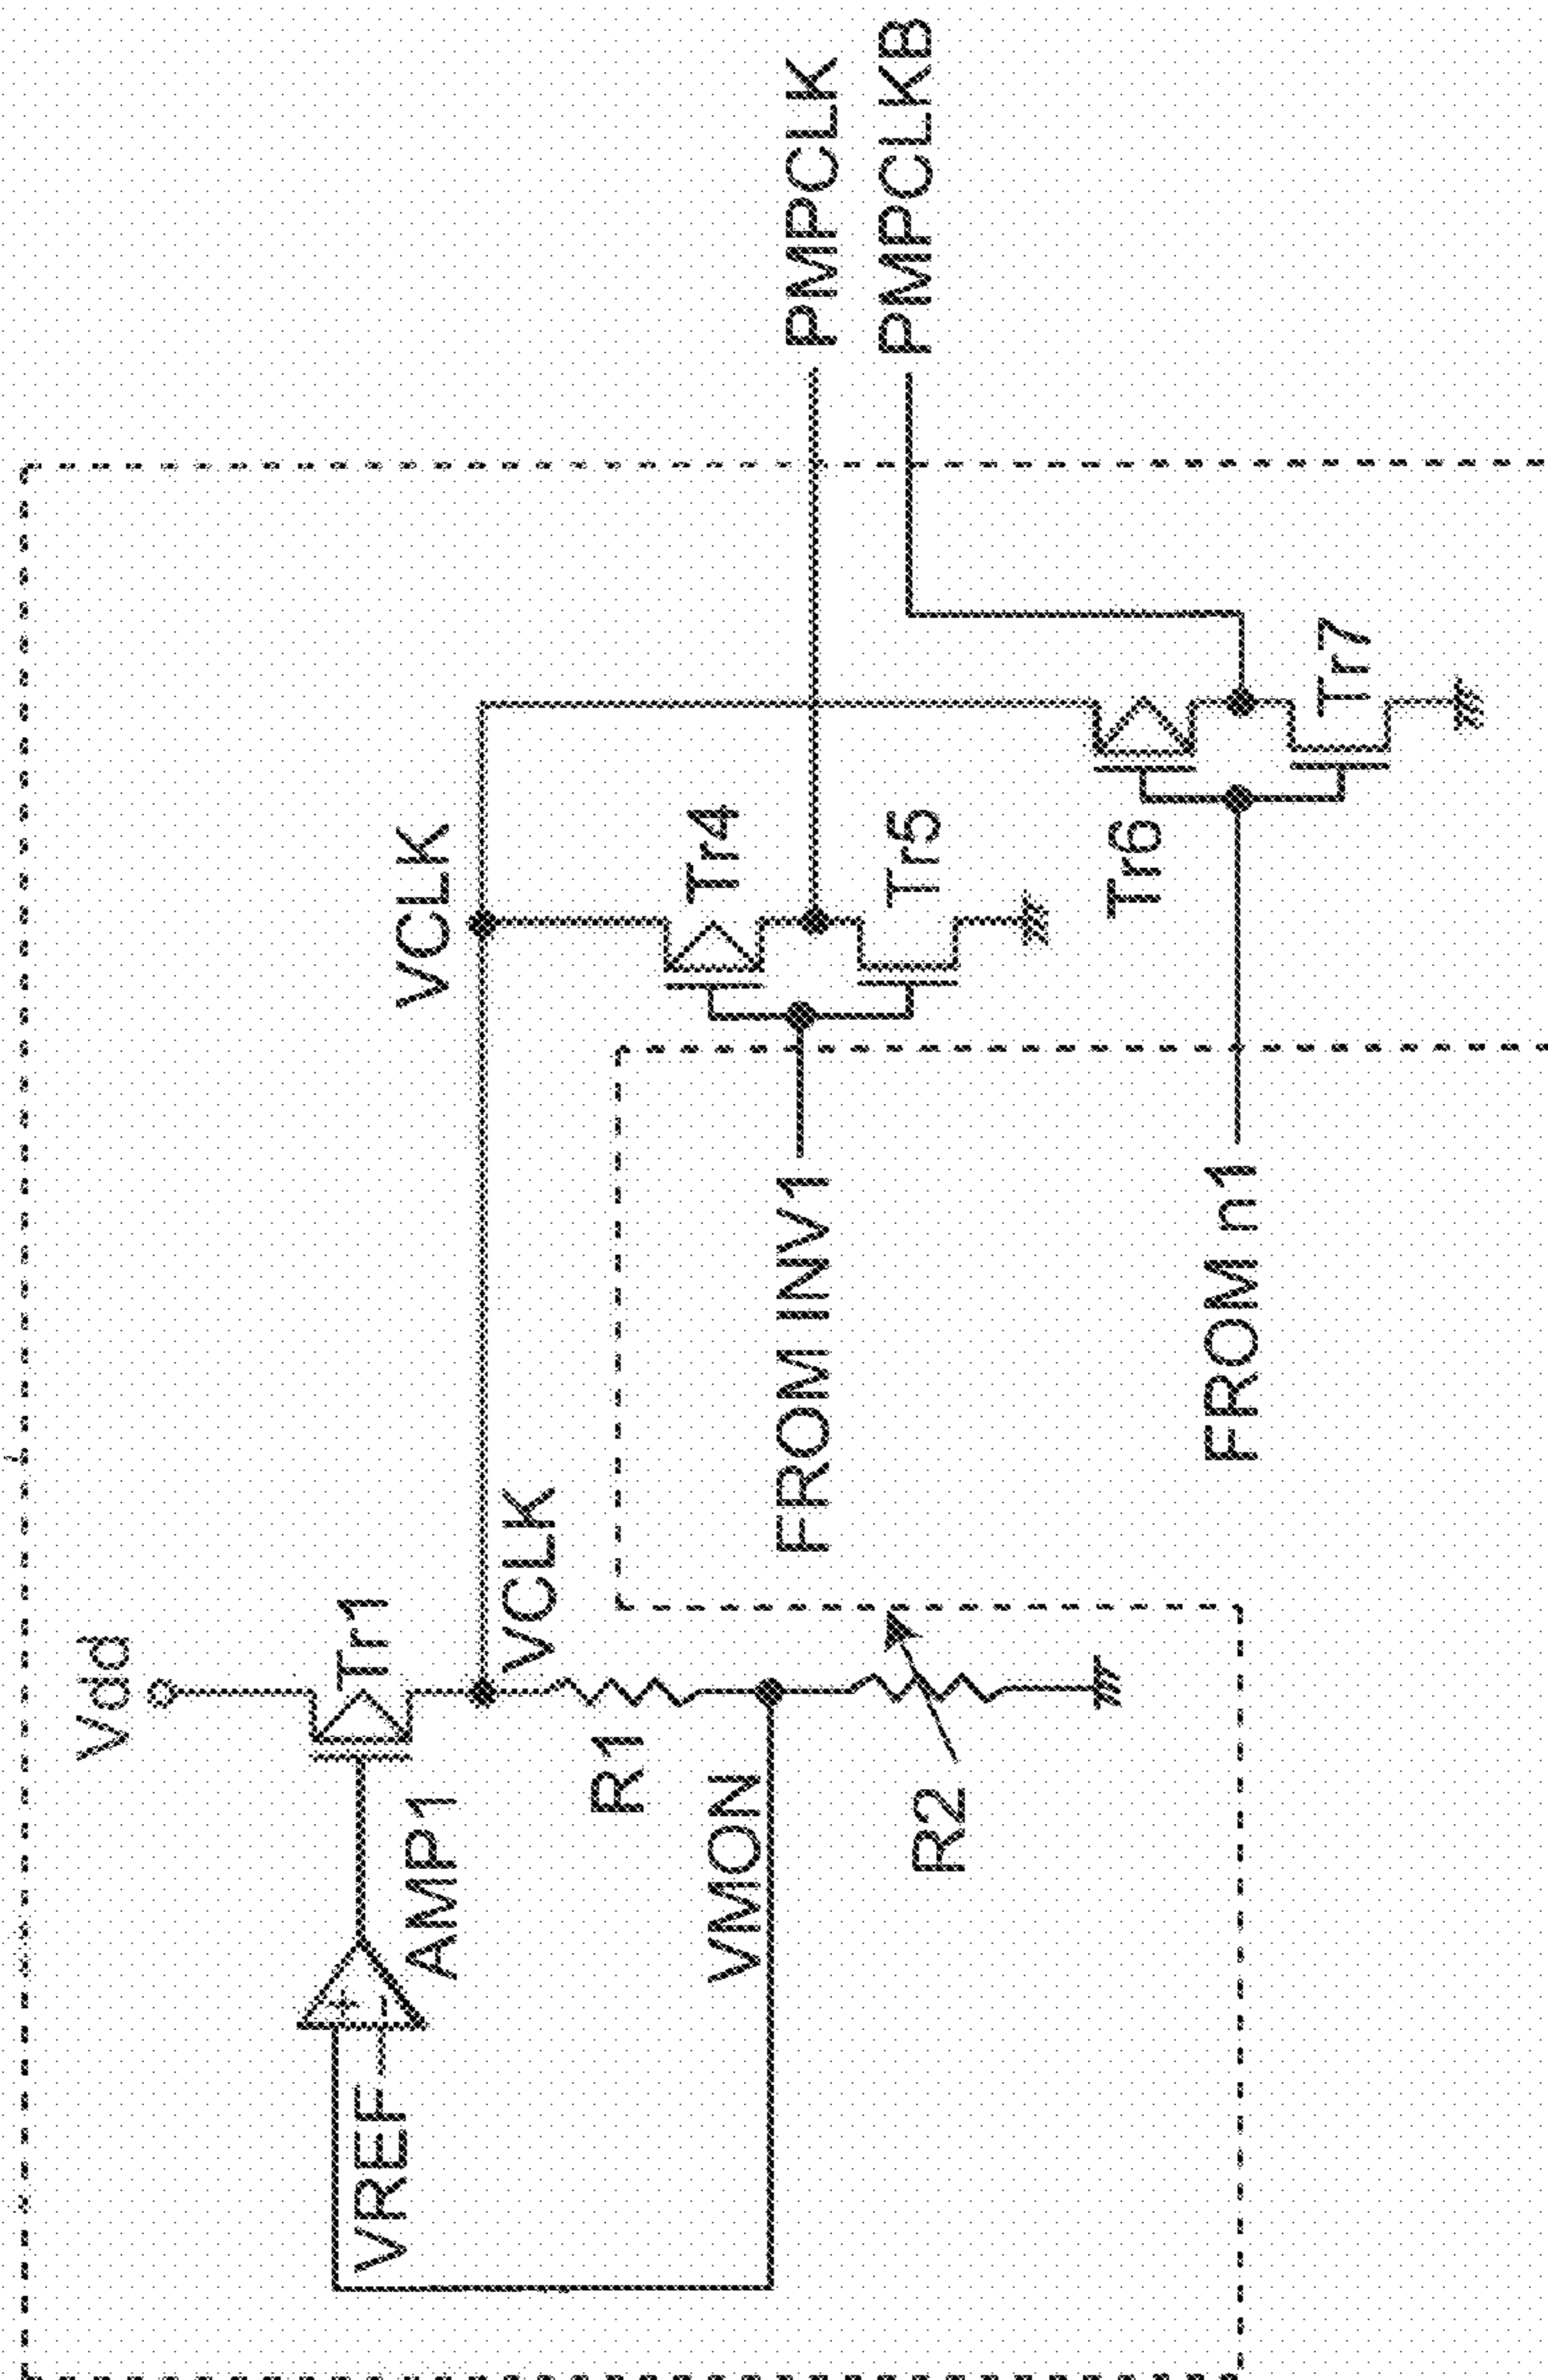 Vdd
Tr1
AMP1
VREF
VCLK
VCLK
R1
VMON
R2
Tr4
Tr5
PMPCLK
PMPCLKB
FROM INV1
FROM n1
Tr6
Tr7
+
-